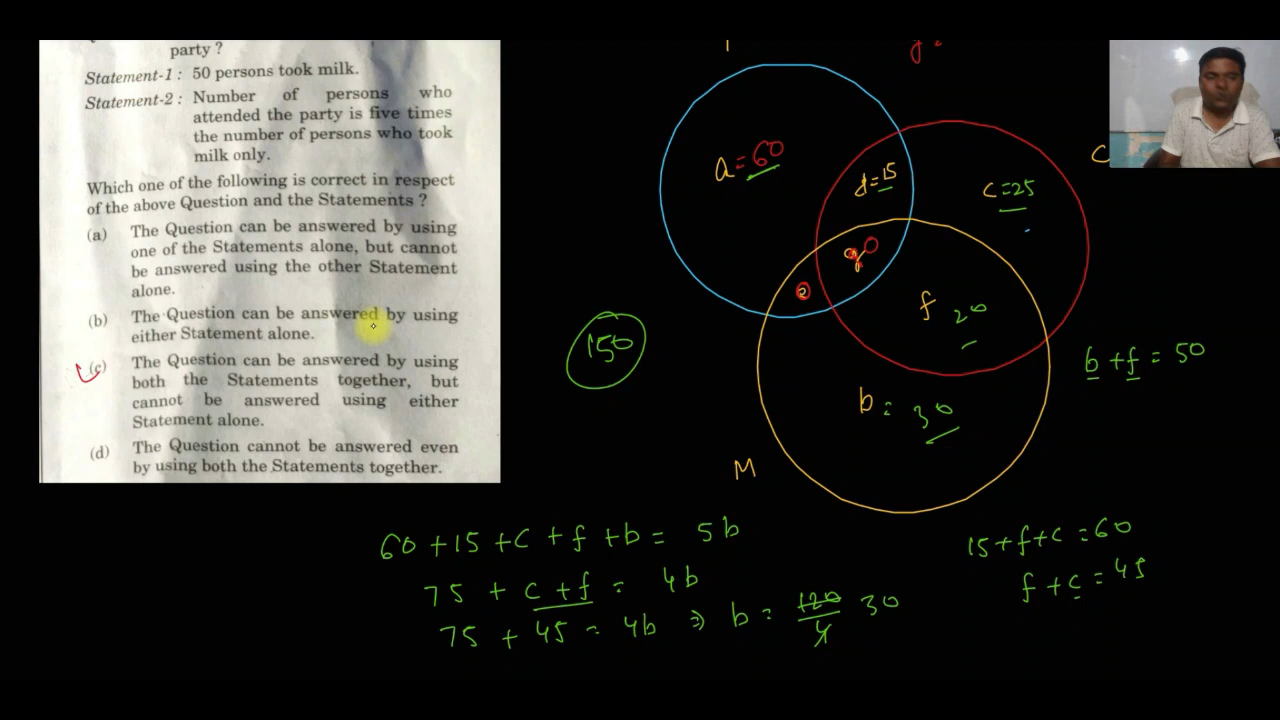 party ?
Statement-1 : 50 persons took milk.
Statement-2 : Number of persons who
attended the party is five times
the number of persons who took
milk only.
Which one of the following is correct in respect
of the above Question and the Statements ?
(a) The Question can be answered by using
one of the Statements alone, but cannot
be answered using the other Statement
alone.
(b) The Question can be answered by using
either Statement alone.
(c) The Question can be answered by using
both the Statements together, but
cannot be answered using either
Statement alone.
(d) The Question cannot be answered even
by using both the Statements together.
a = 60
d = 15
c = 25
C
0
f 20
150
b + f = 50
b = 30
M
60 + 15 + c + f + b = 5b
75 + c + f = 4b
75 + 45 = 4b ⇒ b = 120/4 30
15 + f + c = 60
f + c = 45